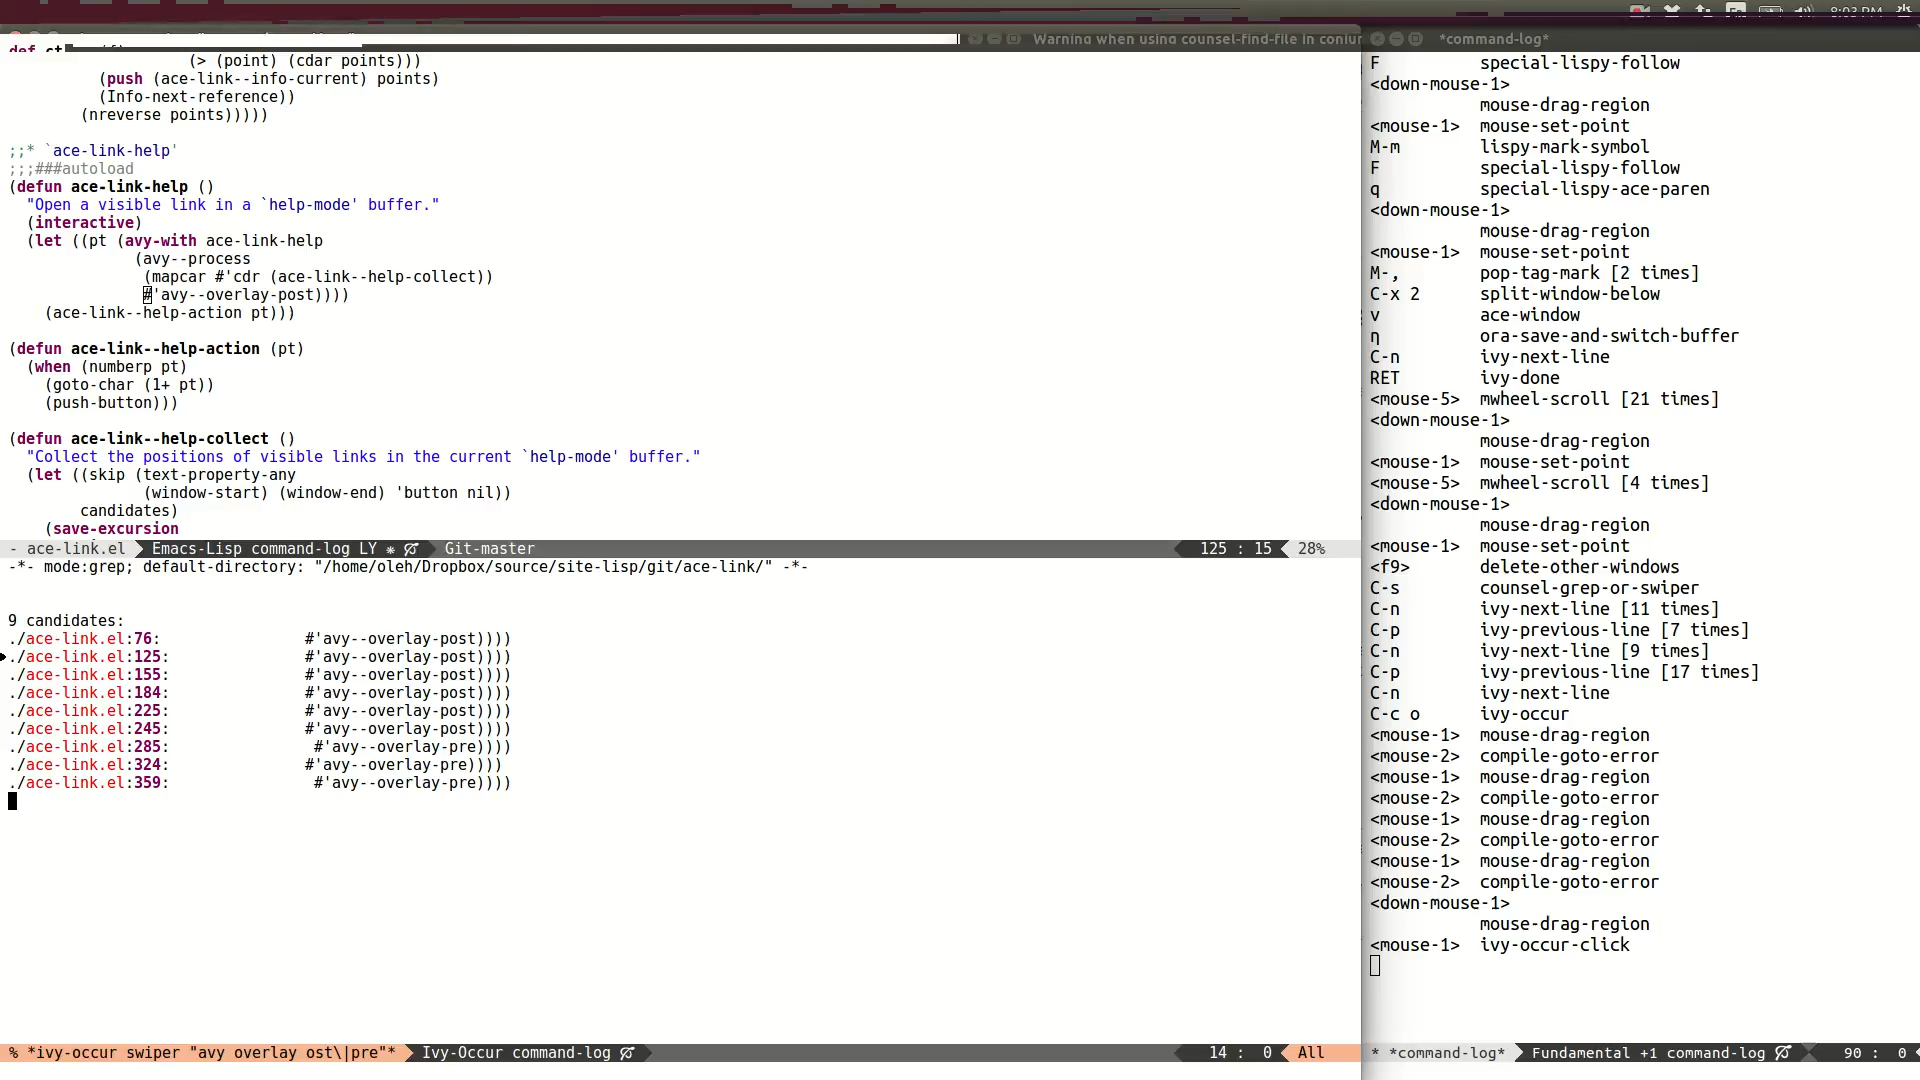 8:03 PM
def ct
Warning when using counsel-find-file in coniu
(> (point) (cdar points)))
(push (ace-link--info-current) points)
(Info-next-reference))
(nreverse points)))))
;;* `ace-link-help'
;;;###autoload
(defun ace-link-help ()
"Open a visible link in a `help-mode' buffer."
(interactive)
(let ((pt (avy-with ace-link-help
(avy--process
(mapcar #'cdr (ace-link--help-collect))
#'avy--overlay-post))))
(ace-link--help-action pt)))
(defun ace-link--help-action (pt)
(when (numberp pt)
(goto-char (1+ pt))
(push-button)))
(defun ace-link--help-collect ()
"Collect the positions of visible links in the current `help-mode' buffer."
(let ((skip (text-property-any
(window-start) (window-end) 'button nil))
candidates)
(save-excursion
- ace-link.el Emacs-Lisp command-log LY Git-master 125 : 15 28%
-*- mode:grep; default-directory: "/home/oleh/Dropbox/source/site-lisp/git/ace-link/" -*-
9 candidates:
./ace-link.el:76: #'avy--overlay-post))))
./ace-link.el:125: #'avy--overlay-post))))
./ace-link.el:155: #'avy--overlay-post))))
./ace-link.el:184: #'avy--overlay-post))))
./ace-link.el:225: #'avy--overlay-post))))
./ace-link.el:245: #'avy--overlay-post))))
./ace-link.el:285: #'avy--overlay-pre))))
./ace-link.el:324: #'avy--overlay-pre))))
./ace-link.el:359: #'avy--overlay-pre))))
% *ivy-occur swiper "avy overlay ost\|pre"* Ivy-Occur command-log 14 : 0 All
*command-log*
F special-lispy-follow
<down-mouse-1>
mouse-drag-region
<mouse-1> mouse-set-point
M-m lispy-mark-symbol
F special-lispy-follow
q special-lispy-ace-paren
<down-mouse-1>
mouse-drag-region
<mouse-1> mouse-set-point
M-, pop-tag-mark [2 times]
C-x 2 split-window-below
v ace-window
η ora-save-and-switch-buffer
C-n ivy-next-line
RET ivy-done
<mouse-5> mwheel-scroll [21 times]
<down-mouse-1>
mouse-drag-region
<mouse-1> mouse-set-point
<mouse-5> mwheel-scroll [4 times]
<down-mouse-1>
mouse-drag-region
<mouse-1> mouse-set-point
<f9> delete-other-windows
C-s counsel-grep-or-swiper
C-n ivy-next-line [11 times]
C-p ivy-previous-line [7 times]
C-n ivy-next-line [9 times]
C-p ivy-previous-line [17 times]
C-n ivy-next-line
C-c o ivy-occur
<mouse-1> mouse-drag-region
<mouse-2> compile-goto-error
<mouse-1> mouse-drag-region
<mouse-2> compile-goto-error
<mouse-1> mouse-drag-region
<mouse-2> compile-goto-error
<mouse-1> mouse-drag-region
<mouse-2> compile-goto-error
<down-mouse-1>
mouse-drag-region
<mouse-1> ivy-occur-click
* *command-log* Fundamental +1 command-log 90 : 0